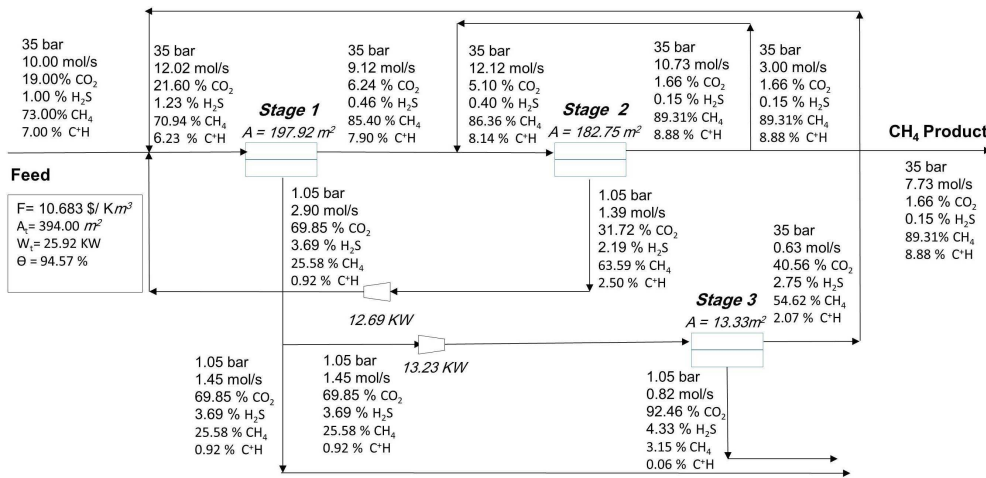 35 bar
10.00 mol/s
19.00% CO₂
1.00 % H₂S
73.00% CH₄
7.00 % C⁺H
35 bar
12.02 mol/s
21.60 % CO₂
1.23 % H₂S
70.94 % CH₄
6.23 % C⁺H
Stage 1
A = 197.92 m²
35 bar
9.12 mol/s
6.24 % CO₂
0.46 % H₂S
85.40 % CH₄
7.90 % C⁺H
35 bar
12.12 mol/s
5.10 % CO₂
0.40 % H₂S
86.36 % CH₄
8.14 % C⁺H
Stage 2
A = 182.75 m²
35 bar
10.73 mol/s
1.66 % CO₂
0.15 % H₂S
89.31% CH₄
8.88 % C⁺H
35 bar
3.00 mol/s
1.66 % CO₂
0.15 % H₂S
89.31% CH₄
8.88 % C⁺H
CH₄ Product
35 bar
7.73 mol/s
1.66 % CO₂
0.15 % H₂S
89.31% CH₄
8.88 % C⁺H
Feed
F= 10.683 $/ Km³
Aₜ= 394.00 m²
Wₜ= 25.92 KW
Θ = 94.57 %
1.05 bar
2.90 mol/s
69.85% CO₂
3.69 % H₂S
25.58 % CH₄
0.92 % C⁺H
12.69 KW
1.05 bar
1.39 mol/s
31.72 % CO₂
2.19 % H₂S
63.59 % CH₄
2.50 % C⁺H
Stage 3
A = 13.33m²
35 bar
0.63 mol/s
40.56 % CO₂
2.75 % H₂S
54.62 % CH₄
2.07 % C⁺H
13.23 KW
1.05 bar
1.45 mol/s
69.85 % CO₂
3.69 % H₂S
25.58 % CH₄
0.92 % C⁺H
1.05 bar
1.45 mol/s
69.85 % CO₂
3.69 % H₂S
25.58 % CH₄
0.92 % C⁺H
1.05 bar
0.82 mol/s
92.46 % CO₂
4.33 % H₂S
3.15 % CH₄
0.06 % C⁺H